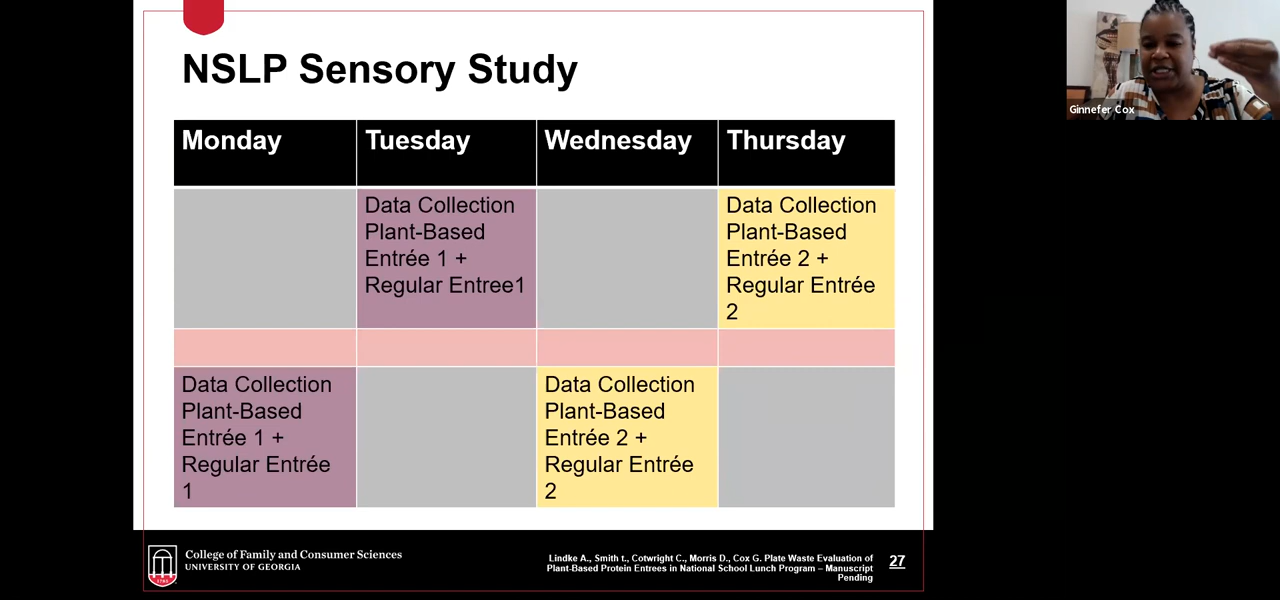 NSLP Sensory Study
Monday
Tuesday
Wednesday
Thursday
Data Collection
Plant-Based
Entrée 1 +
Regular Entree1
Data Collection
Plant-Based
Entrée 2 +
Regular Entrée
2
Data Collection
Plant-Based
Entrée 1 +
Regular Entrée
1
Data Collection
Plant-Based
Entrée 2 +
Regular Entrée
2
College of Family and Consumer Sciences
UNIVERSITY OF GEORGIA
1785
Lindke A., Smith t., Cotwright C., Morris D., Cox G. Plate Waste Evaluation of
Plant-Based Protein Entrees in National School Lunch Program – Manuscript
Pending
27
Ginnefer Cox